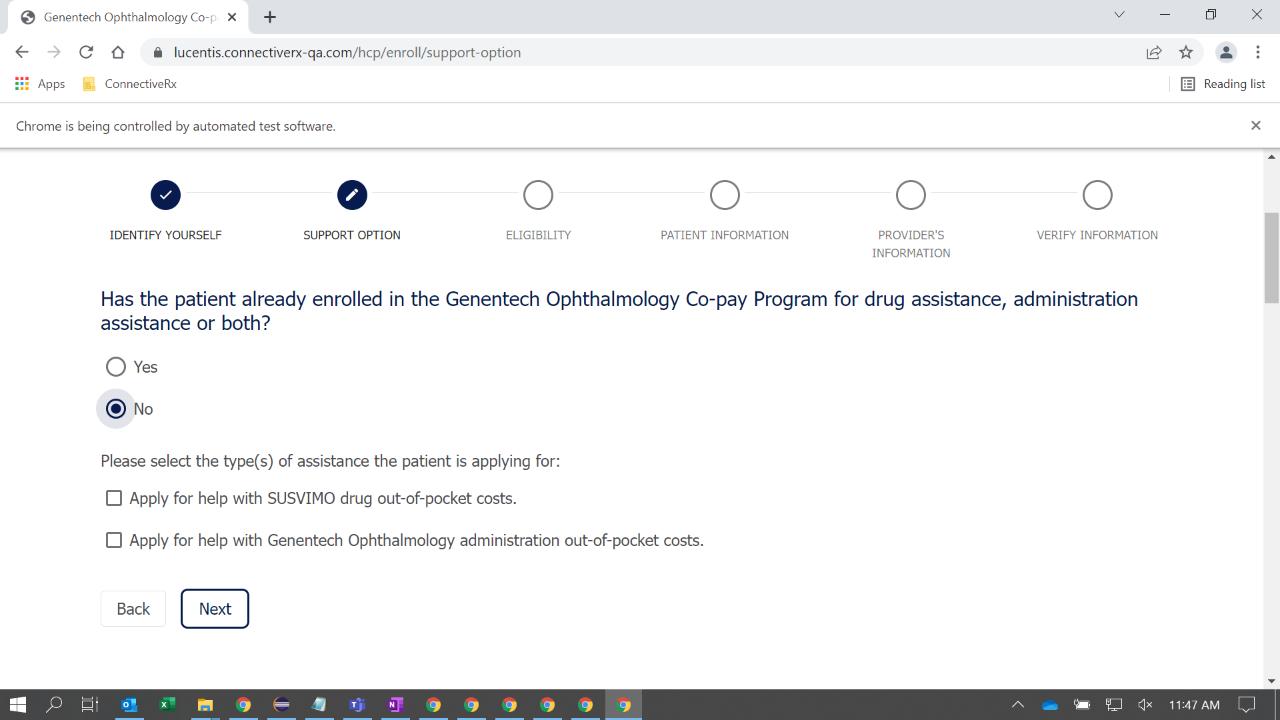 Genentech Ophthalmology Co-p
lucentis.connectiverx-qa.com/hcp/enroll/support-option
Apps
ConnectiveRx
Reading list
Chrome is being controlled by automated test software.
IDENTIFY YOURSELF
SUPPORT OPTION
ELIGIBILITY
PATIENT INFORMATION
PROVIDER'S
INFORMATION
VERIFY INFORMATION
Has the patient already enrolled in the Genentech Ophthalmology Co-pay Program for drug assistance, administration
assistance or both?
Yes
No
Please select the type(s) of assistance the patient is applying for:
Apply for help with SUSVIMO drug out-of-pocket costs.
Apply for help with Genentech Ophthalmology administration out-of-pocket costs.
Back
Next
11:47 AM